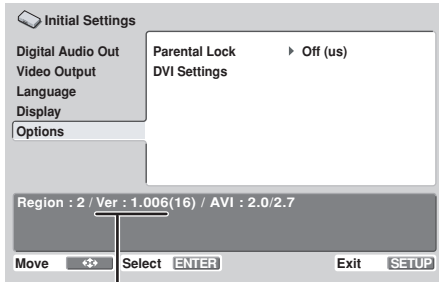 Initial Settings
Digital Audio Out
Video Output
Language
Display
Options
Parental Lock Off (us)
DVI Settings
Region : 2 / Ver : 1.006(16) / AVI : 2.0/2.7
Move Select ENTER Exit SETUP